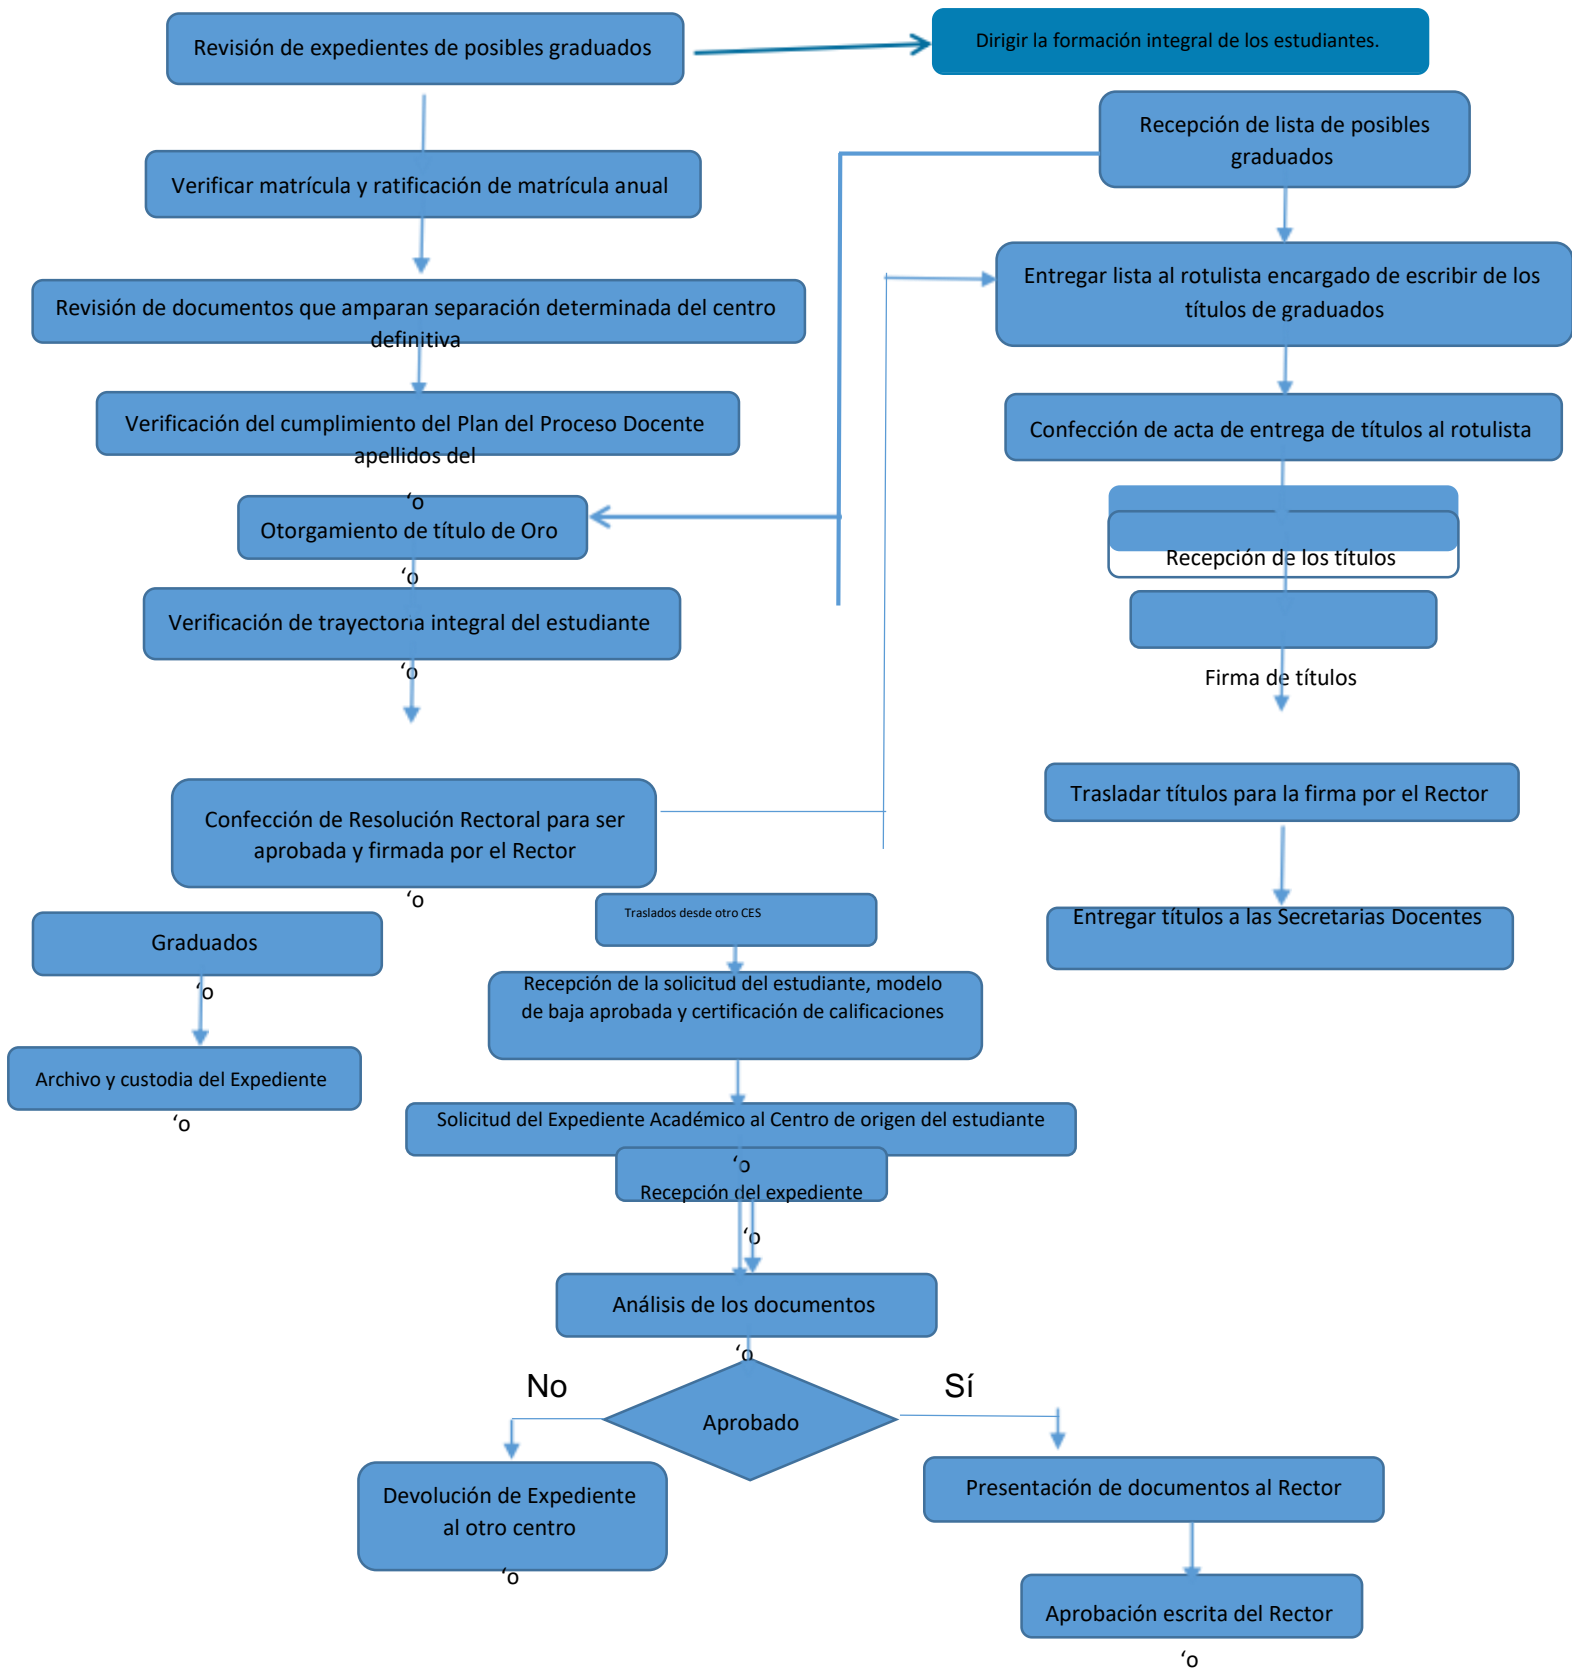 Revisión de expedientes de posibles graduados
Dirigir la formación integral de los estudiantes.
Recepción de lista de posibles
graduados
Verificar matrícula y ratificación de matrícula anual
Entregar lista al rotulista encargado de escribir de los
títulos de graduados
Revisión de documentos que amparan separación determinada del centro
definitiva
Verificación del cumplimiento del Plan del Proceso Docente
apellidos del
Confección de acta de entrega de títulos al rotulista
‘o
Otorgamiento de título de Oro
‘o
Recepción de los títulos
Verificación de trayectoria integral del estudiante
‘o
Firma de títulos
Confección de Resolución Rectoral para ser
aprobada y firmada por el Rector
‘o
Trasladar títulos para la firma por el Rector
Entregar títulos a las Secretarias Docentes
Graduados
‘o
Archivo y custodia del Expediente
‘o
Traslados desde otro CES
Recepción de la solicitud del estudiante, modelo
de baja aprobada y certificación de calificaciones
Solicitud del Expediente Académico al Centro de origen del estudiante
‘o
Recepción del expediente
‘o
Análisis de los documentos
‘o
No
Sí
Aprobado
Devolución de Expediente
al otro centro
‘o
Presentación de documentos al Rector
Aprobación escrita del Rector
‘o